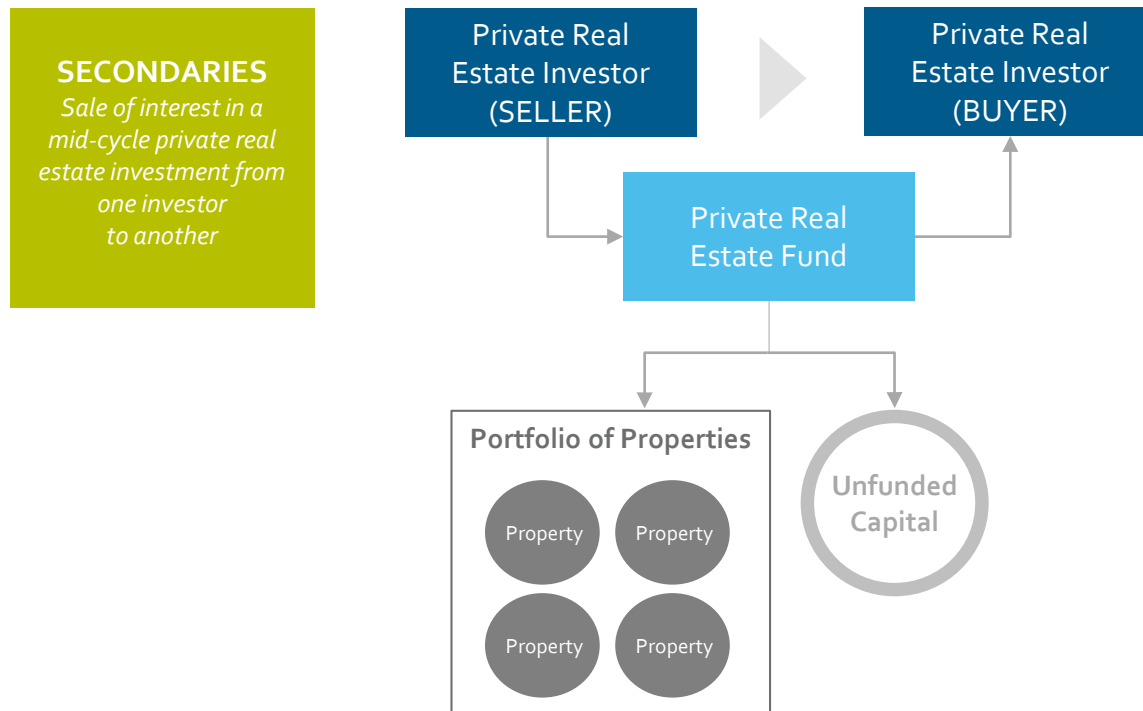 SECONDARIES
Sale of interest in a
mid-cycle private real
estate investment from
one investor
to another
Private Real
Estate Investor
(SELLER)
Private Real
Estate Investor
(BUYER)
Private Real
Estate Fund
Portfolio of Properties
Property
Property
Property
Property
Unfunded
Capital